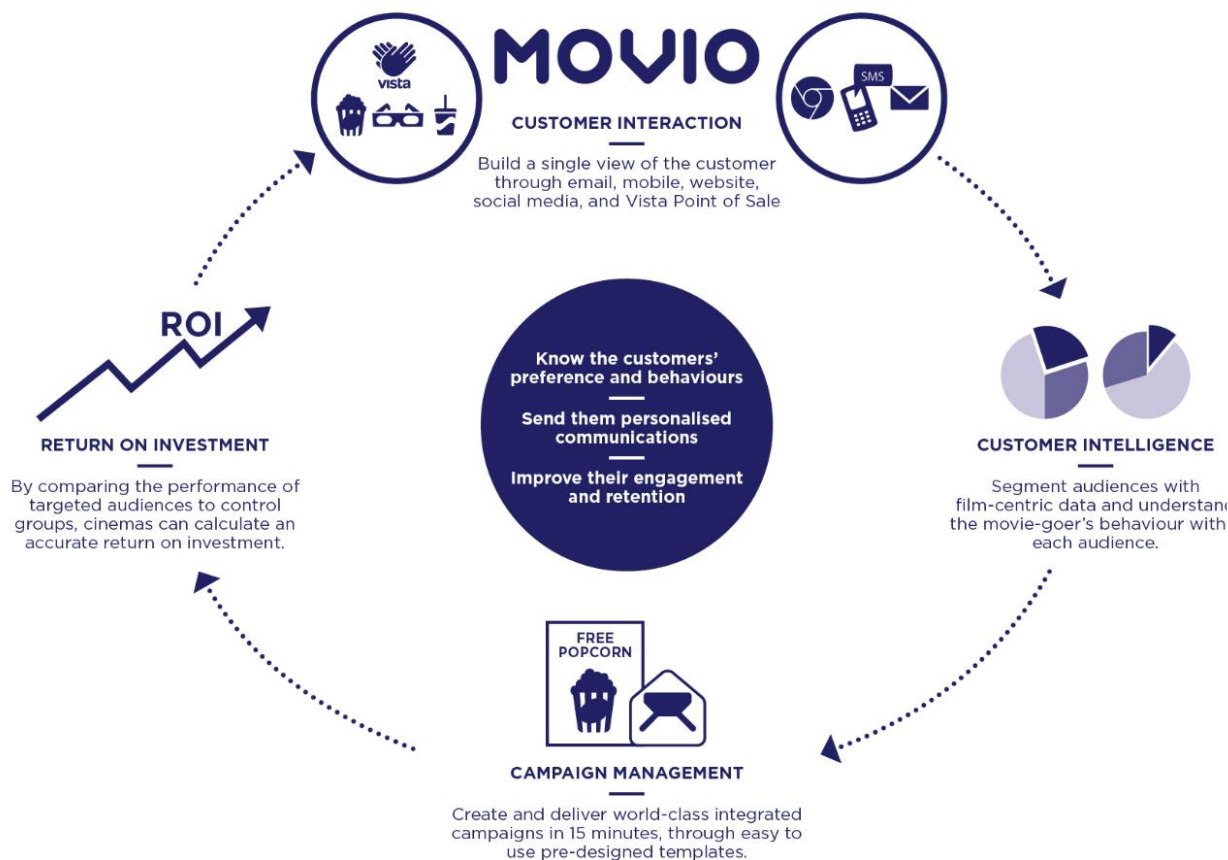 MOVIO
vista
SMS
CUSTOMER INTERACTION
Build a single view of the customer
through email, mobile, website,
social media, and Vista Point of Sale
ROI
RETURN ON INVESTMENT
By comparing the performance of
targeted audiences to control
groups, cinemas can calculate an
accurate return on investment.
Know the customers’
preference and behaviours
Send them personalised
communications
Improve their engagement
and retention
CUSTOMER INTELLIGENCE
Segment audiences with
film-centric data and understan
the movie-goer’s behaviour with
each audience.
FREE
POPCORN
CAMPAIGN MANAGEMENT
Create and deliver world-class integrated
campaigns in 15 minutes, through easy to
use pre-designed templates.